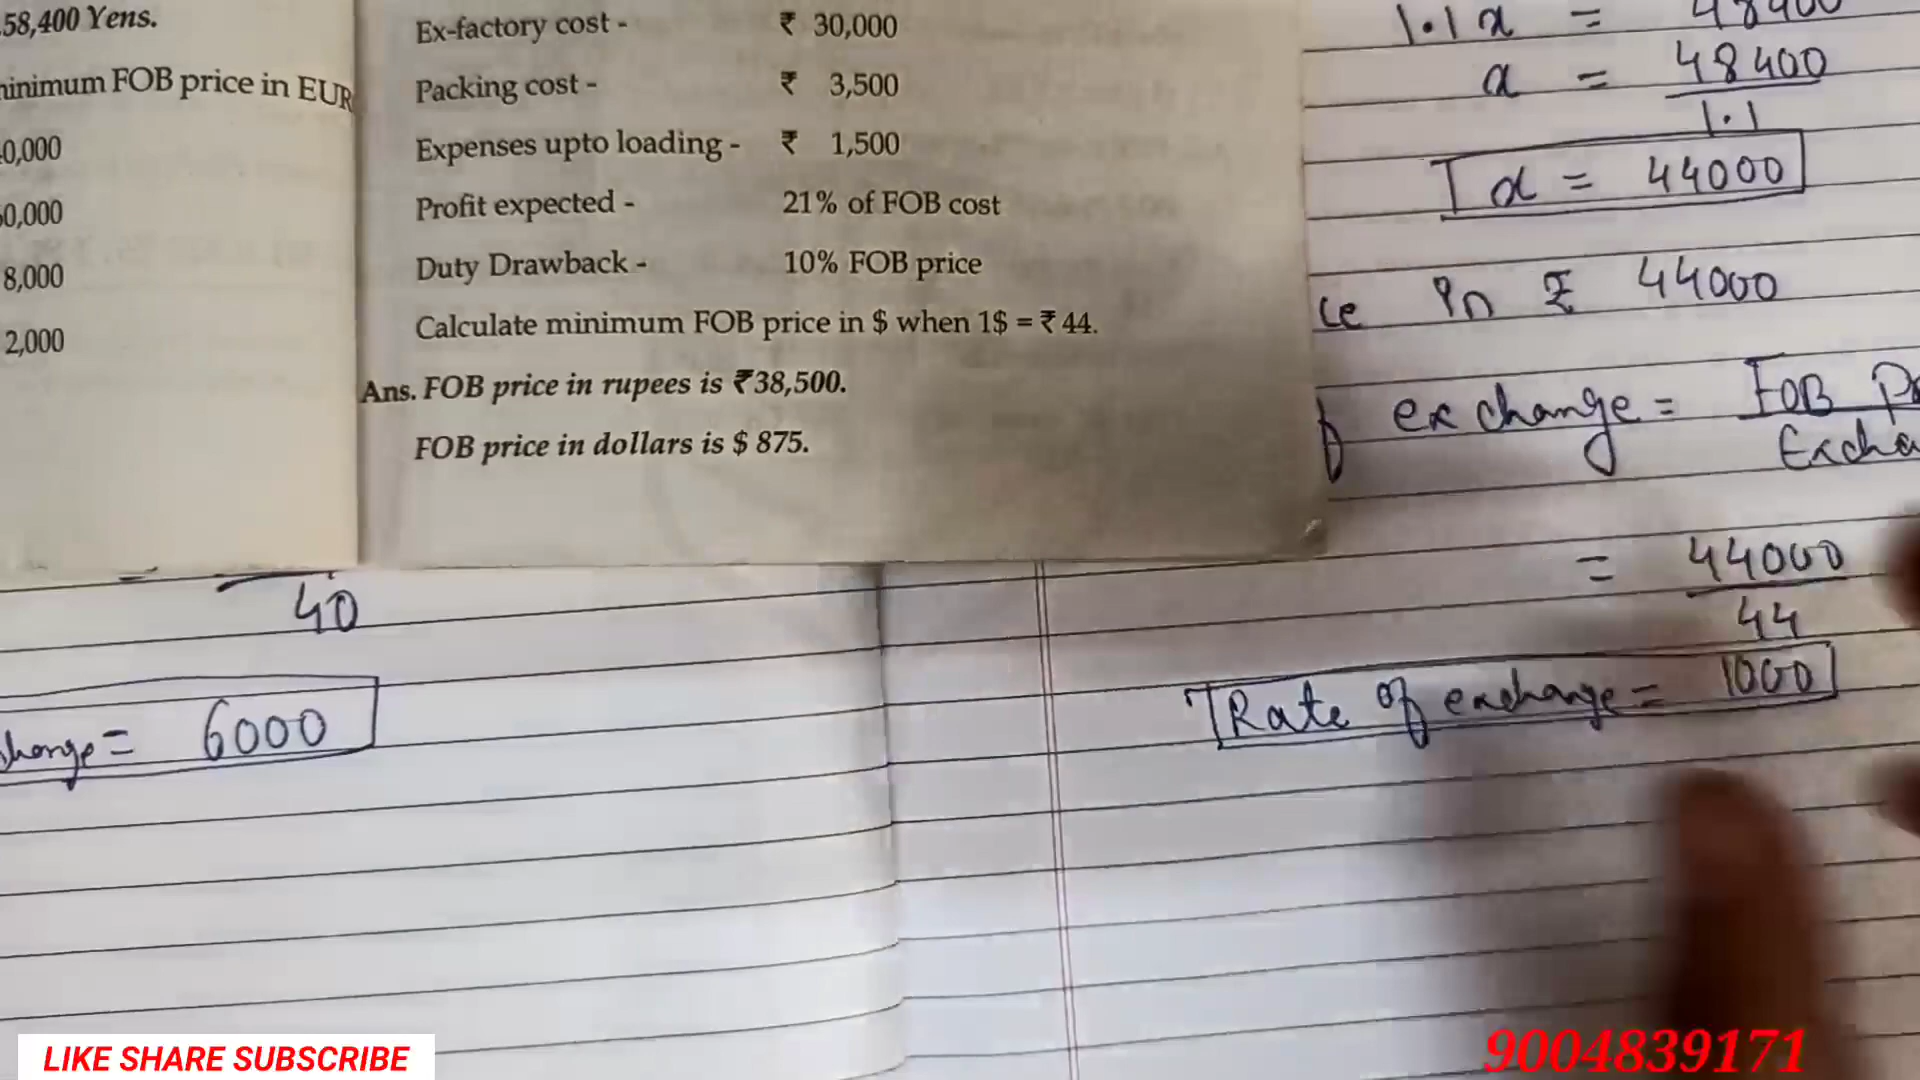 58,400 Yens.
minimum FOB price in EUR
0,000
0,000
8,000
2,000
Ex-factory cost - ₹ 30,000
Packing cost - ₹ 3,500
Expenses upto loading - ₹ 1,500
Profit expected - 21% of FOB cost
Duty Drawback - 10% FOB price
Calculate minimum FOB price in $ when 1$ = ₹ 44.
Ans. FOB price in rupees is ₹38,500.
FOB price in dollars is $ 875.
40
change = 6000
1.1x = 48400
x = 48400
1.1
x = 44000
ce in ₹ 44000
f exchange = FOB Pr
Excha
= 44000
44
Rate of exchange = 1000
LIKE SHARE SUBSCRIBE
9004839171